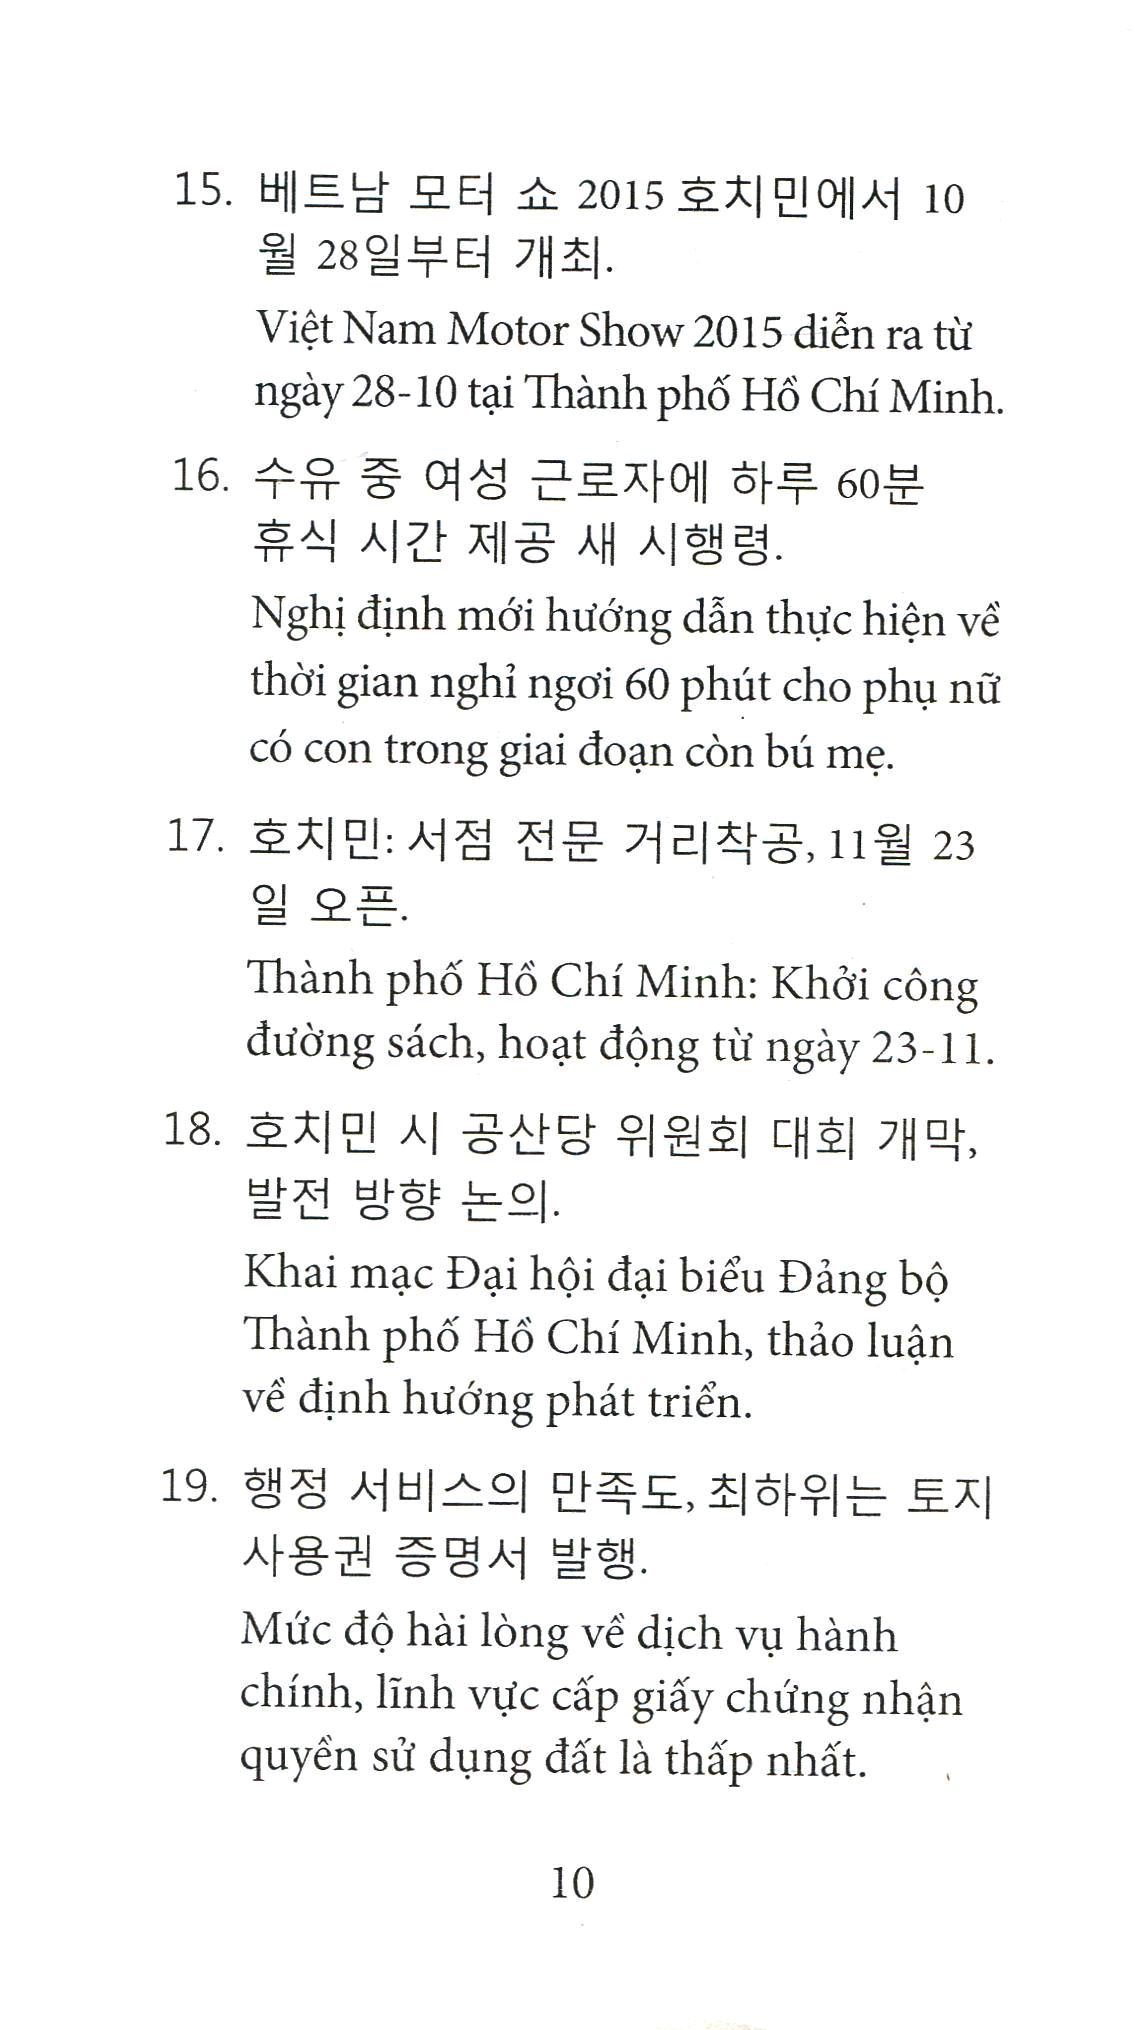 15. 베트남 모터 쇼 2015 호치민에서 10
월 28일부터 개최.
Việt Nam Motor Show 2015 diễn ra từ
ngày 28-10 tại Thành phố Hồ Chí Minh.
16. 수유 중 여성 근로자에 하루 60분
휴식 시간 제공 새 시행령.
Nghị định mới hướng dẫn thực hiện về
thời gian nghỉ ngơi 60 phút cho phụ nữ
có con trong giai đoạn còn bú mẹ.
17. 호치민: 서점 전문 거리착공, 11월 23
일 오픈.
Thành phố Hồ Chí Minh: Khởi công
đường sách, hoạt động từ ngày 23-11.
18. 호치민 시 공산당 위원회 대회 개막,
발전 방향 논의.
Khai mạc Đại hội đại biểu Đảng bộ
Thành phố Hồ Chí Minh, thảo luận
về định hướng phát triển.
19. 행정 서비스의 만족도, 최하위는 토지
사용권 증명서 발행.
Mức độ hài lòng về dịch vụ hành
chính, lĩnh vực cấp giấy chứng nhận
quyền sử dụng đất là thấp nhất.
10